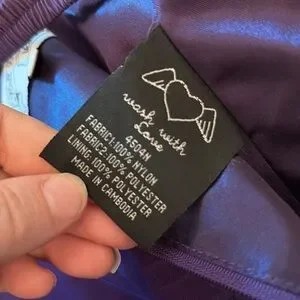 wash with
Love
4504N
FABRIC1:100% NYLON
FABRIC2:100% POLYESTER
LINING:100% POLYESTER
MADE IN CAMBODIA